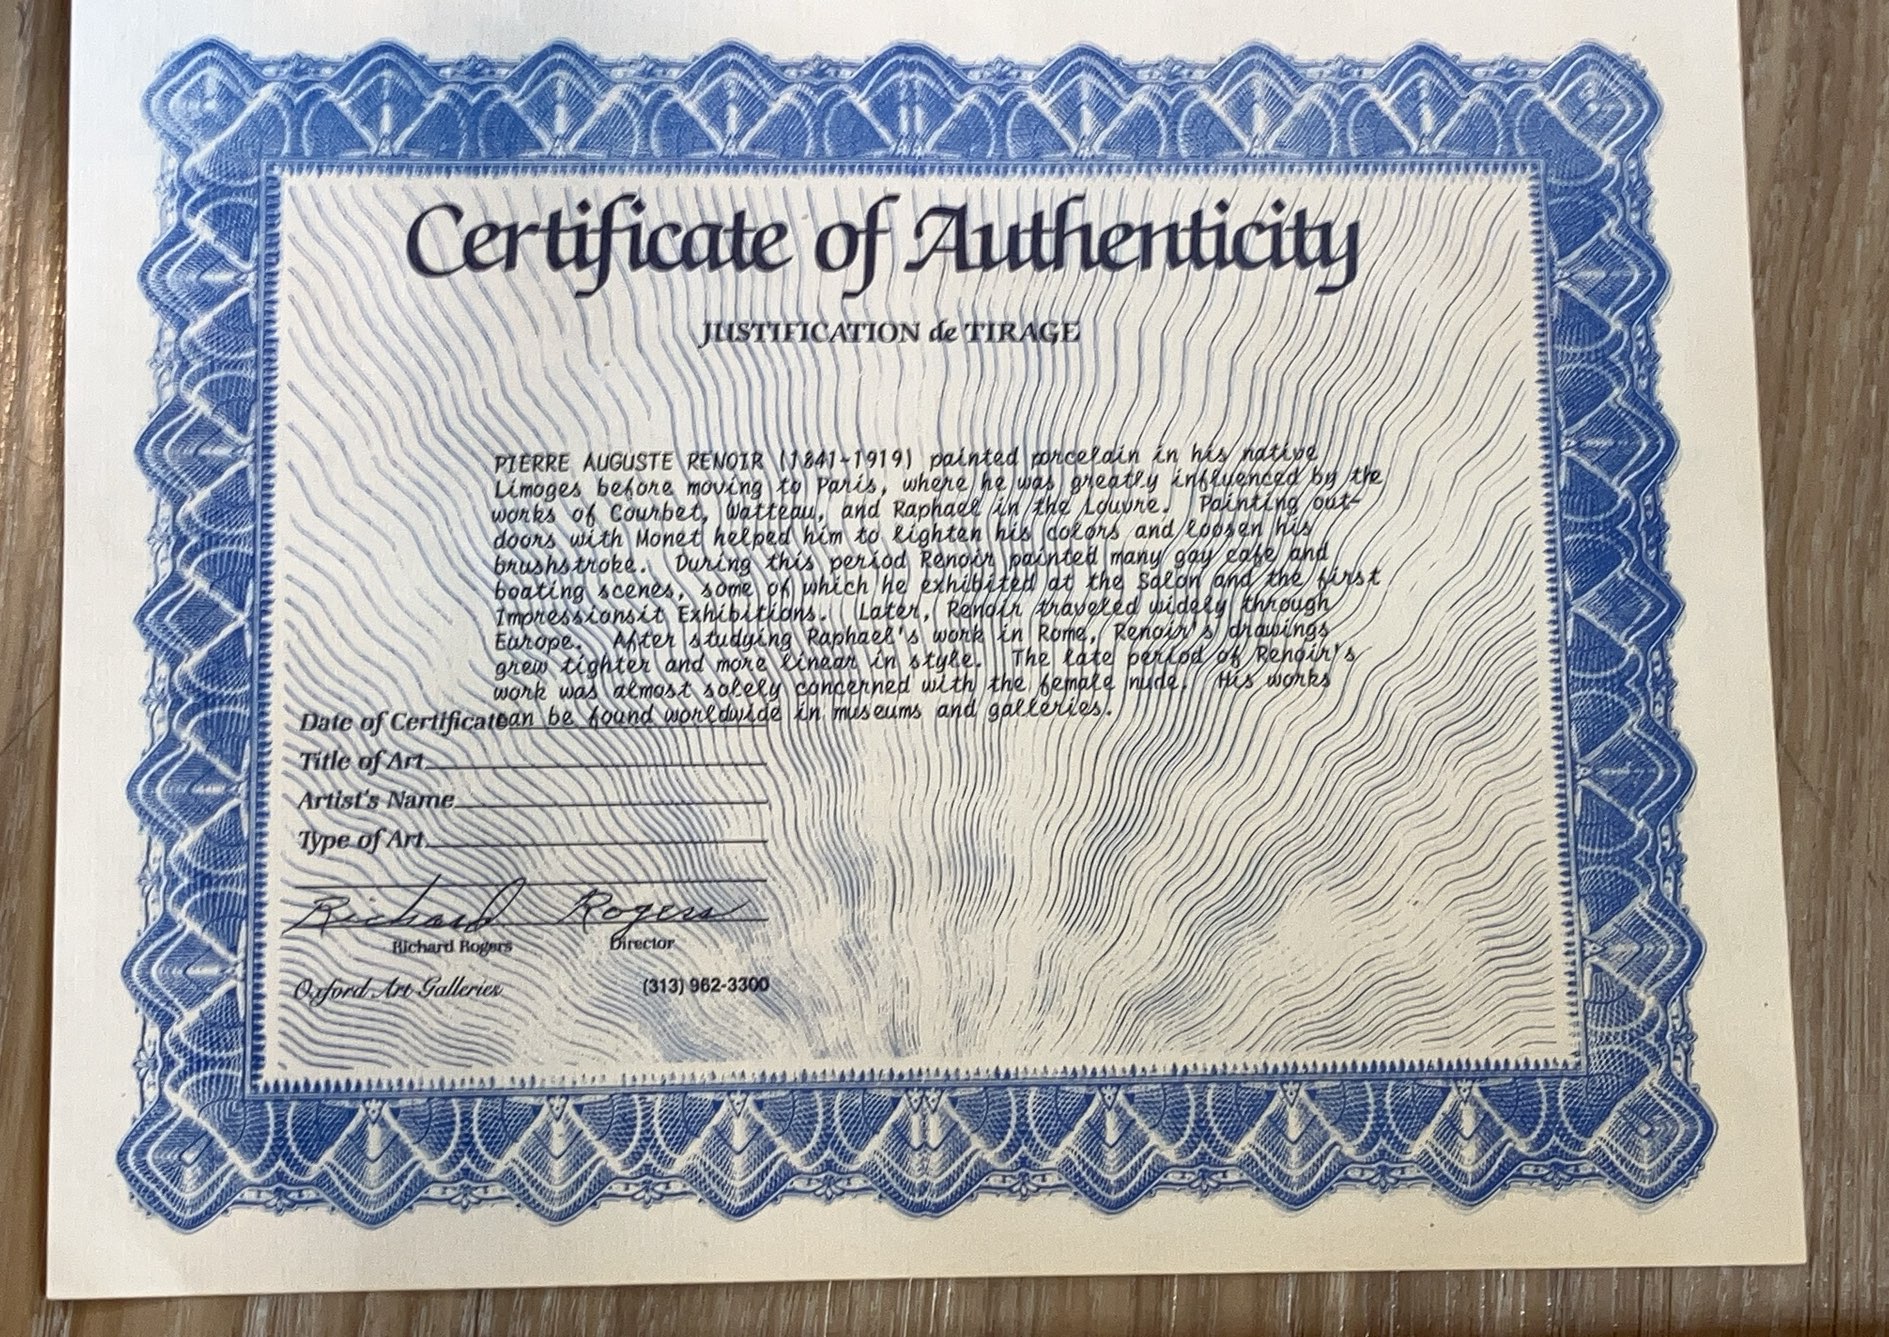 Certificate of Authenticity
JUSTIFICATION de TIRAGE
PIERRE AUGUSTE RENOIR (1841-1919) painted porcelain in his native
Limoges before moving to Paris, where he was greatly influenced by the
works of Courbet, Watteau, and Raphael in the Louvre. Painting out-
doors with Monet helped him to lighten his colors and loosen his
brushstroke. During this period Renoir painted many gay cafe and
boating scenes, some of which he exhibited at the Salon and the first
Impressionsit Exhibitions. Later, Renoir traveled widely through
Europe. After studying Raphael's work in Rome, Renoir's drawings
grew tighter and more linear in style. The late period of Renoir's
work was almost solely concerned with the female nude. His works
Date of Certificate can be found worldwide in museums and galleries.
Title of Art
Artist's Name
Type of Art
Richard Rogers
Richard Rogers Director
Oxford Art Galleries (313) 962-3300